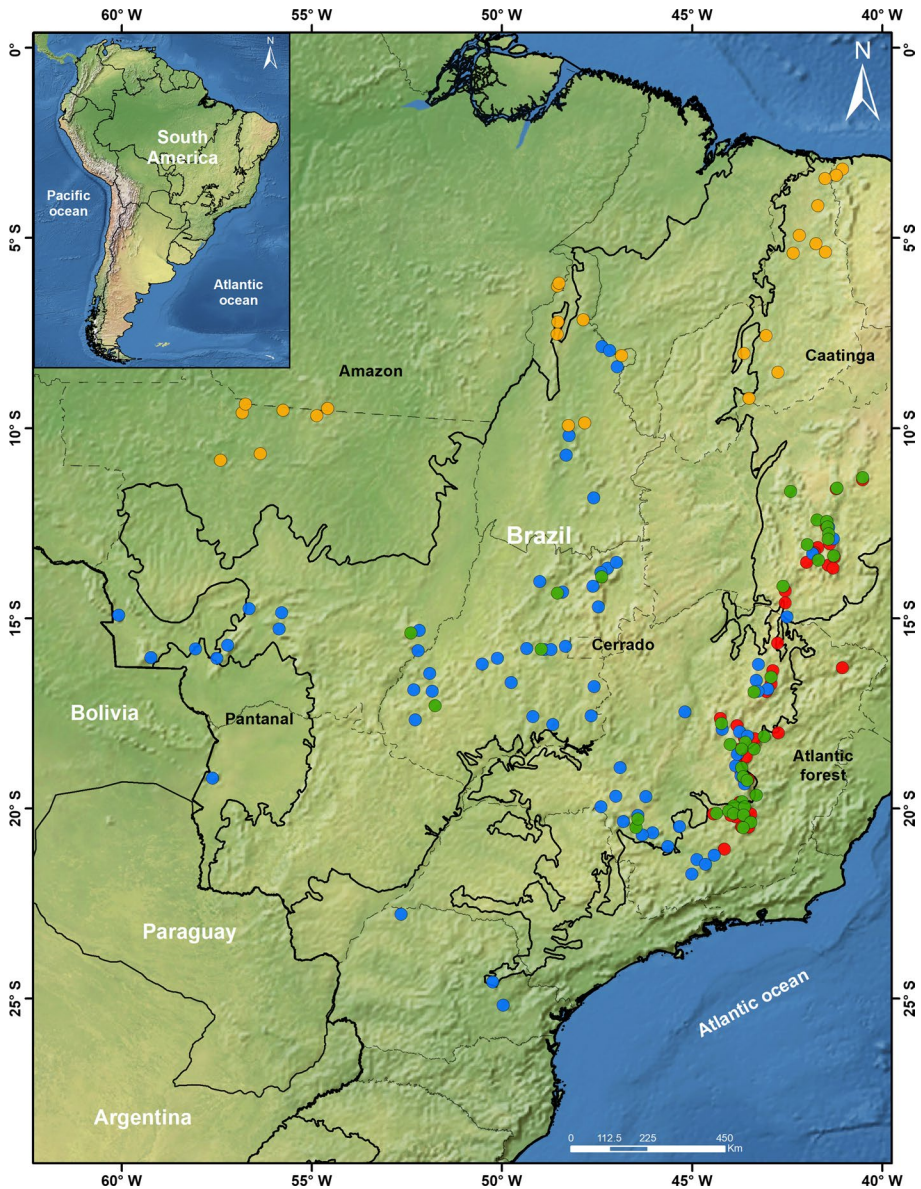 60°W 55°W 50°W 45°W 40°W
0° 0°
N
N
South
America
Pacific
ocean
Atlantic
ocean
5°S 5°S
Amazon
Caatinga
10°S 10°S
Brazil
15°S 15°S
Cerrado
Bolivia
Pantanal
Atlantic
forest
20°S 20°S
Paraguay
Atlantic ocean
25°S 25°S
Argentina
0 112.5 225 450
Km
60°W 55°W 50°W 45°W 40°W